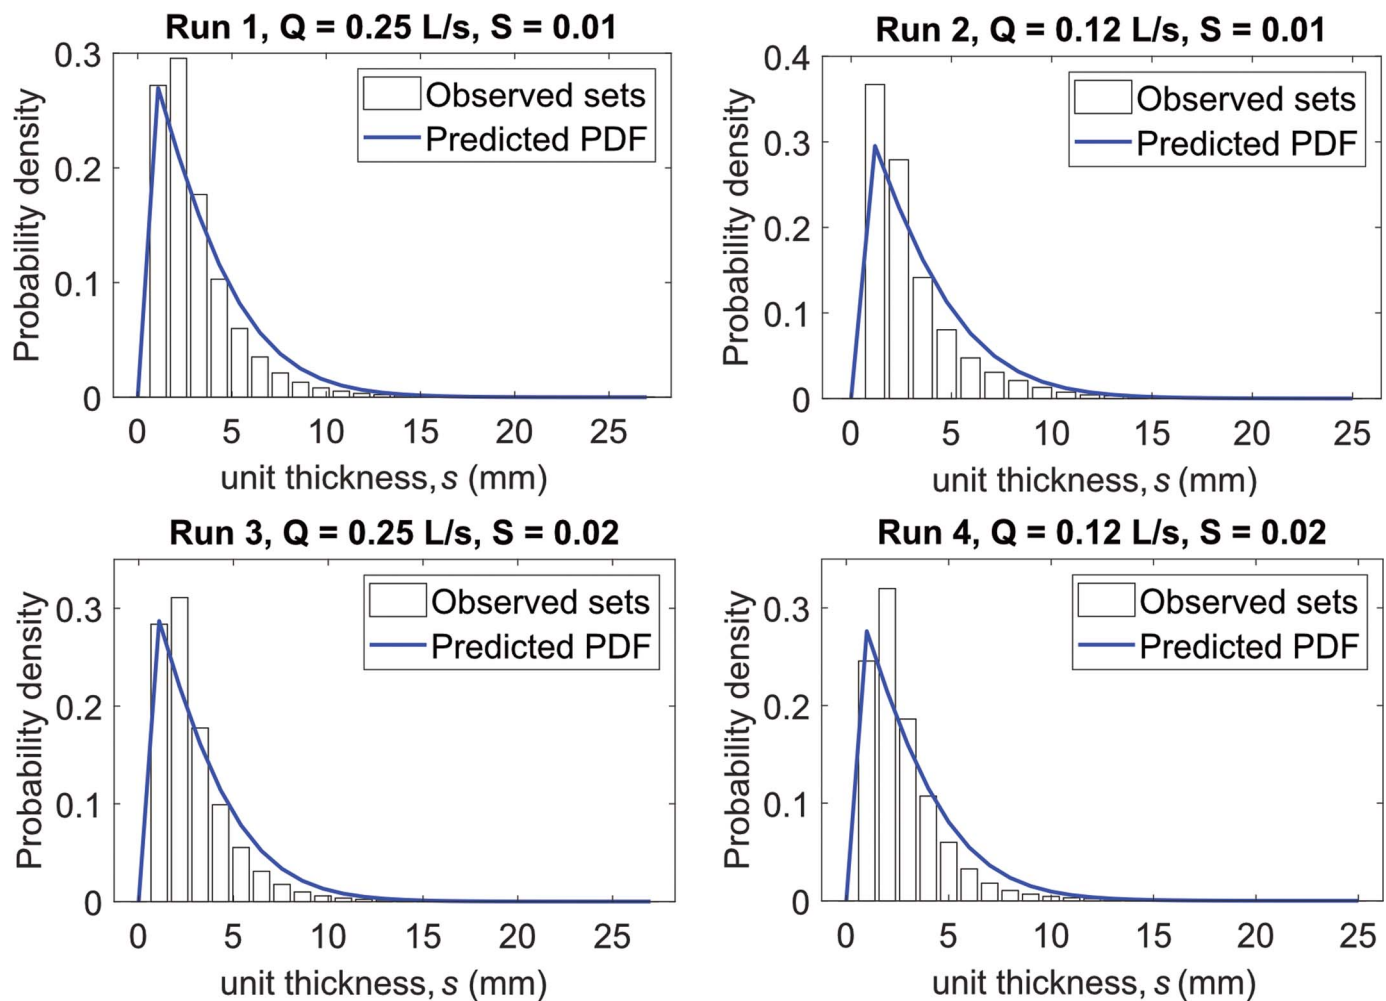 Run 1, Q = 0.25 L/s, S = 0.01
0.3
0.2
0.1
0
Probability density
Observed sets
Predicted PDF
0 5 10 15 20 25
unit thickness, s (mm)
Run 2, Q = 0.12 L/s, S = 0.01
0.4
0.3
0.2
0.1
0
Probability density
Observed sets
Predicted PDF
0 5 10 15 20 25
unit thickness, s (mm)
Run 3, Q = 0.25 L/s, S = 0.02
0.3
0.2
0.1
0
Probability density
Observed sets
Predicted PDF
0 5 10 15 20 25
unit thickness, s (mm)
Run 4, Q = 0.12 L/s, S = 0.02
0.3
0.2
0.1
0
Probability density
Observed sets
Predicted PDF
0 5 10 15 20 25
unit thickness, s (mm)